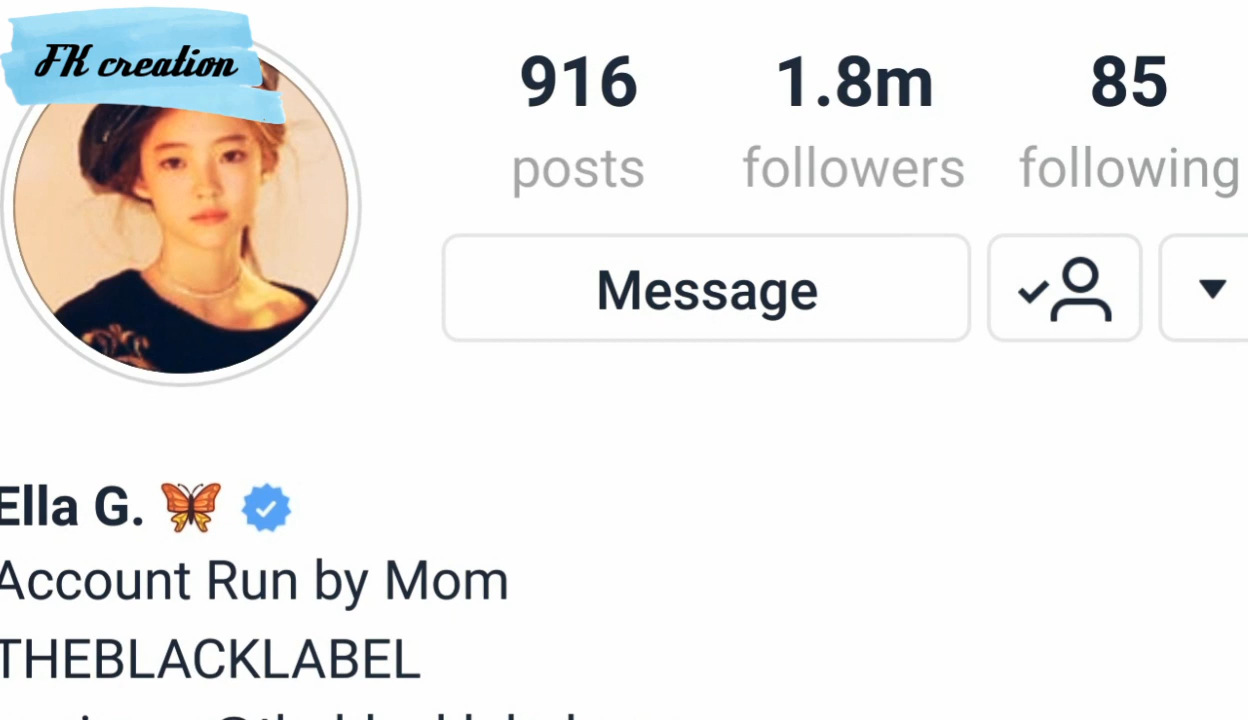 FK creation
916 1.8m 85
posts followers following
Message
Ella G. 🦋
Account Run by Mom
THEBLACKLABEL